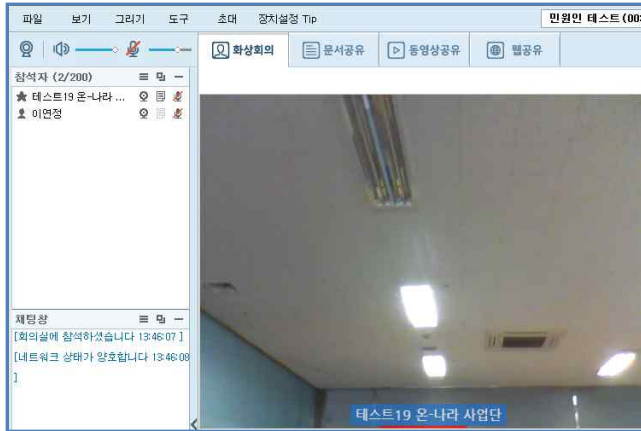 파일 보기 그리기 도구 초대 장치설정 Tip 민원인 테스트(00
화상회의 문서공유 동영상공유 웹공유
참석자 (2/200)
테스트19 온-나라 ...
이연정
채팅창
[회의실에 참석하셨습니다 13:46:07 ]
[네트워크 상태가 양호합니다 13:46:08
]
테스트19 온-나라 사업단